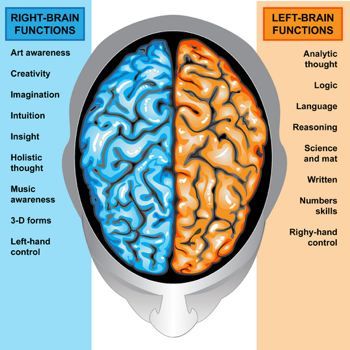 RIGHT-BRAIN
FUNCTIONS
Art awareness
Creativity
Imagination
Intuition
Insight
Holistic
thought
Music
awareness
3-D forms
Left-hand
control
LEFT-BRAIN
FUNCTIONS
Analytic
thought
Logic
Language
Reasoning
Science
and mat
Written
Numbers
skills
Righy-hand
control